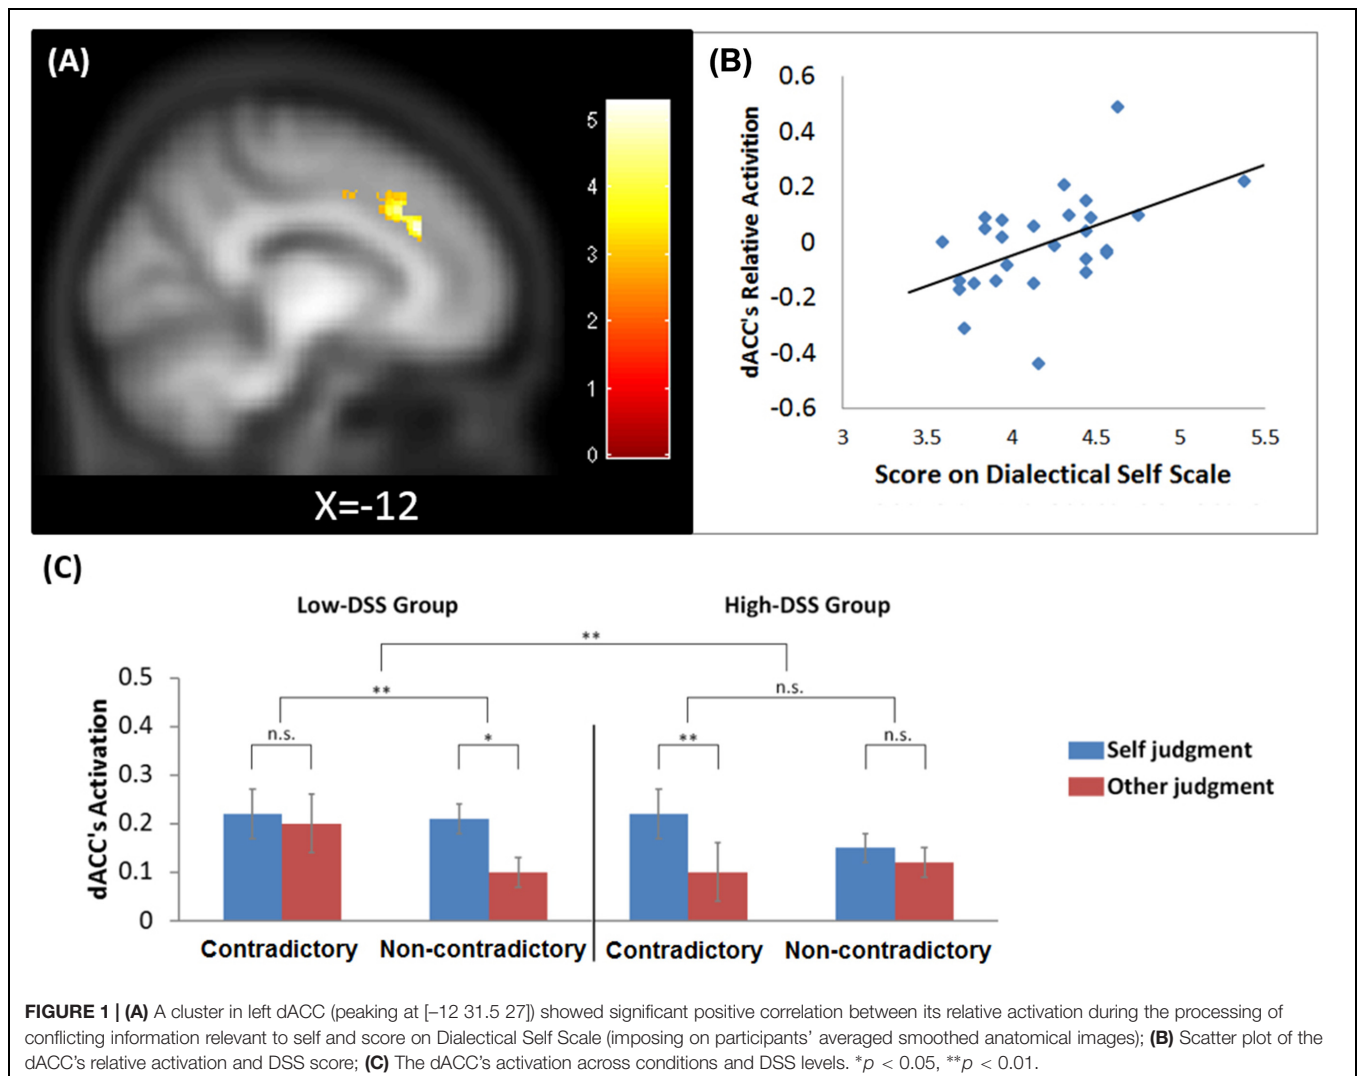 (A)
5
4
3
2
1
0
X=-12
(B)
0.6
0.4
0.2
0
-0.2
-0.4
-0.6
dACC's Relative Activition
3 3.5 4 4.5 5 5.5
Score on Dialectical Self Scale
(C)
Low-DSS Group High-DSS Group
**
** n.s.
n.s. * ** n.s.
0.5
0.4
0.3
0.2
0.1
0
dACC's Activation
Contradictory Non-contradictory Contradictory Non-contradictory
Self judgment
Other judgment
FIGURE 1 | (A) A cluster in left dACC (peaking at [−12 31.5 27]) showed significant positive correlation between its relative activation during the processing of
conflicting information relevant to self and score on Dialectical Self Scale (imposing on participants' averaged smoothed anatomical images); (B) Scatter plot of the
dACC's relative activation and DSS score; (C) The dACC's activation across conditions and DSS levels. *p < 0.05, **p < 0.01.